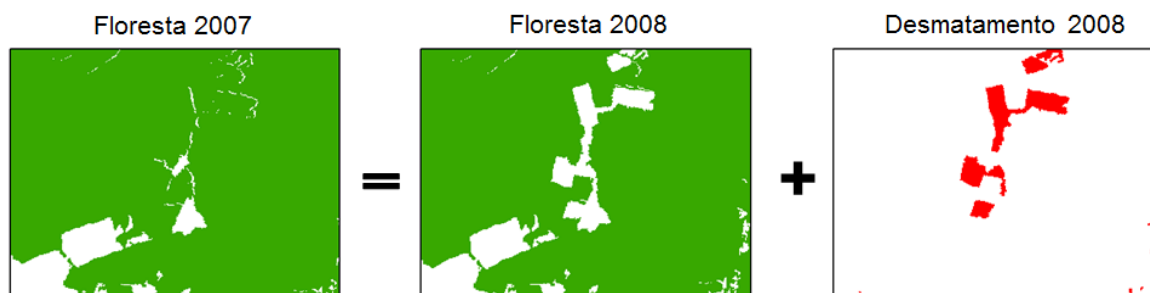 Floresta 2007
Floresta 2008
Desmatamento 2008
=
+